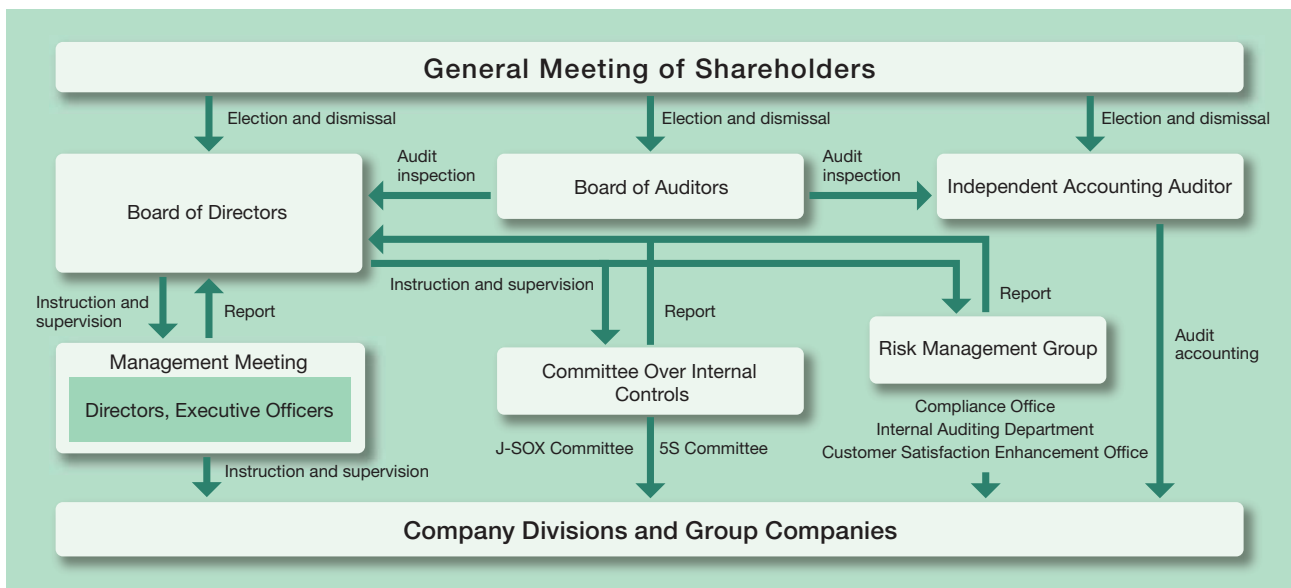 General Meeting of Shareholders
Election and dismissal
Election and dismissal
Election and dismissal
Board of Directors
Audit
inspection
Board of Auditors
Audit
inspection
Independent Accounting Auditor
Instruction and
supervision
Report
Instruction and supervision
Report
Report
Audit
accounting
Management Meeting
Directors, Executive Officers
Committee Over Internal
Controls
Risk Management Group
Compliance Office
Internal Auditing Department
Customer Satisfaction Enhancement Office
Instruction and supervision
J-SOX Committee
5S Committee
Company Divisions and Group Companies